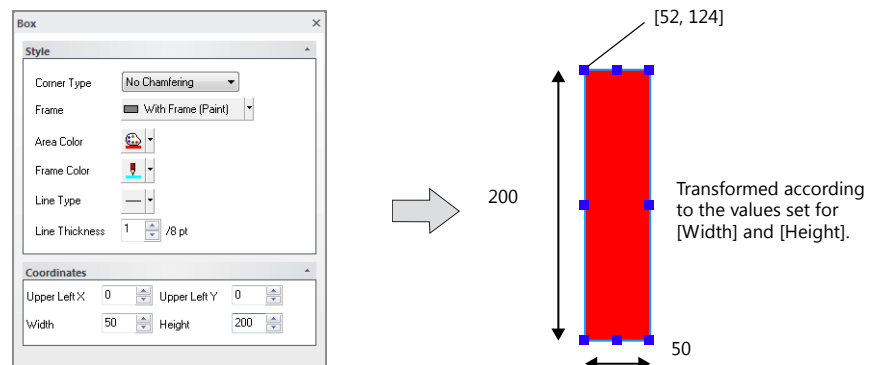 Box
Style
Corner Type No Chamfering
Frame With Frame (Paint)
Area Color
Frame Color
Line Type
Line Thickness 1 /8 pt
Coordinates
Upper Left X 0 Upper Left Y 0
Width 50 Height 200
[52, 124]
200
Transformed according
to the values set for
[Width] and [Height].
50